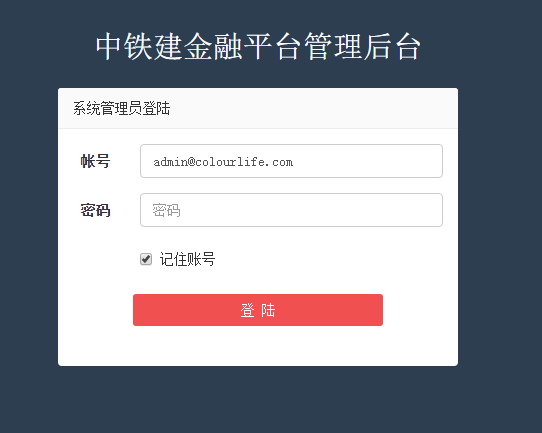 中铁建金融平台管理后台
系统管理员登陆
帐号 admin@colourlife.com
密码 密码
记住账号
登 陆